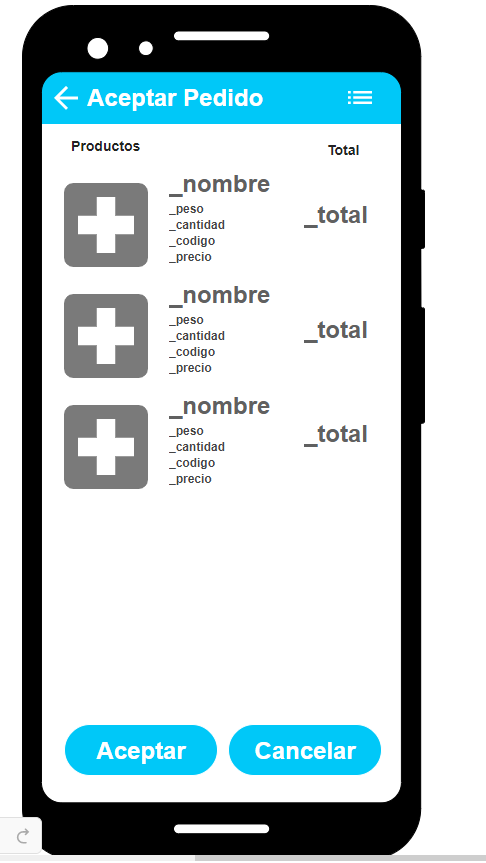 Aceptar Pedido
Productos
Total
_nombre
_peso
_cantidad
_codigo
_precio
_total
_nombre
_peso
_cantidad
_codigo
_precio
_total
_nombre
_peso
_cantidad
_codigo
_precio
_total
Aceptar
Cancelar